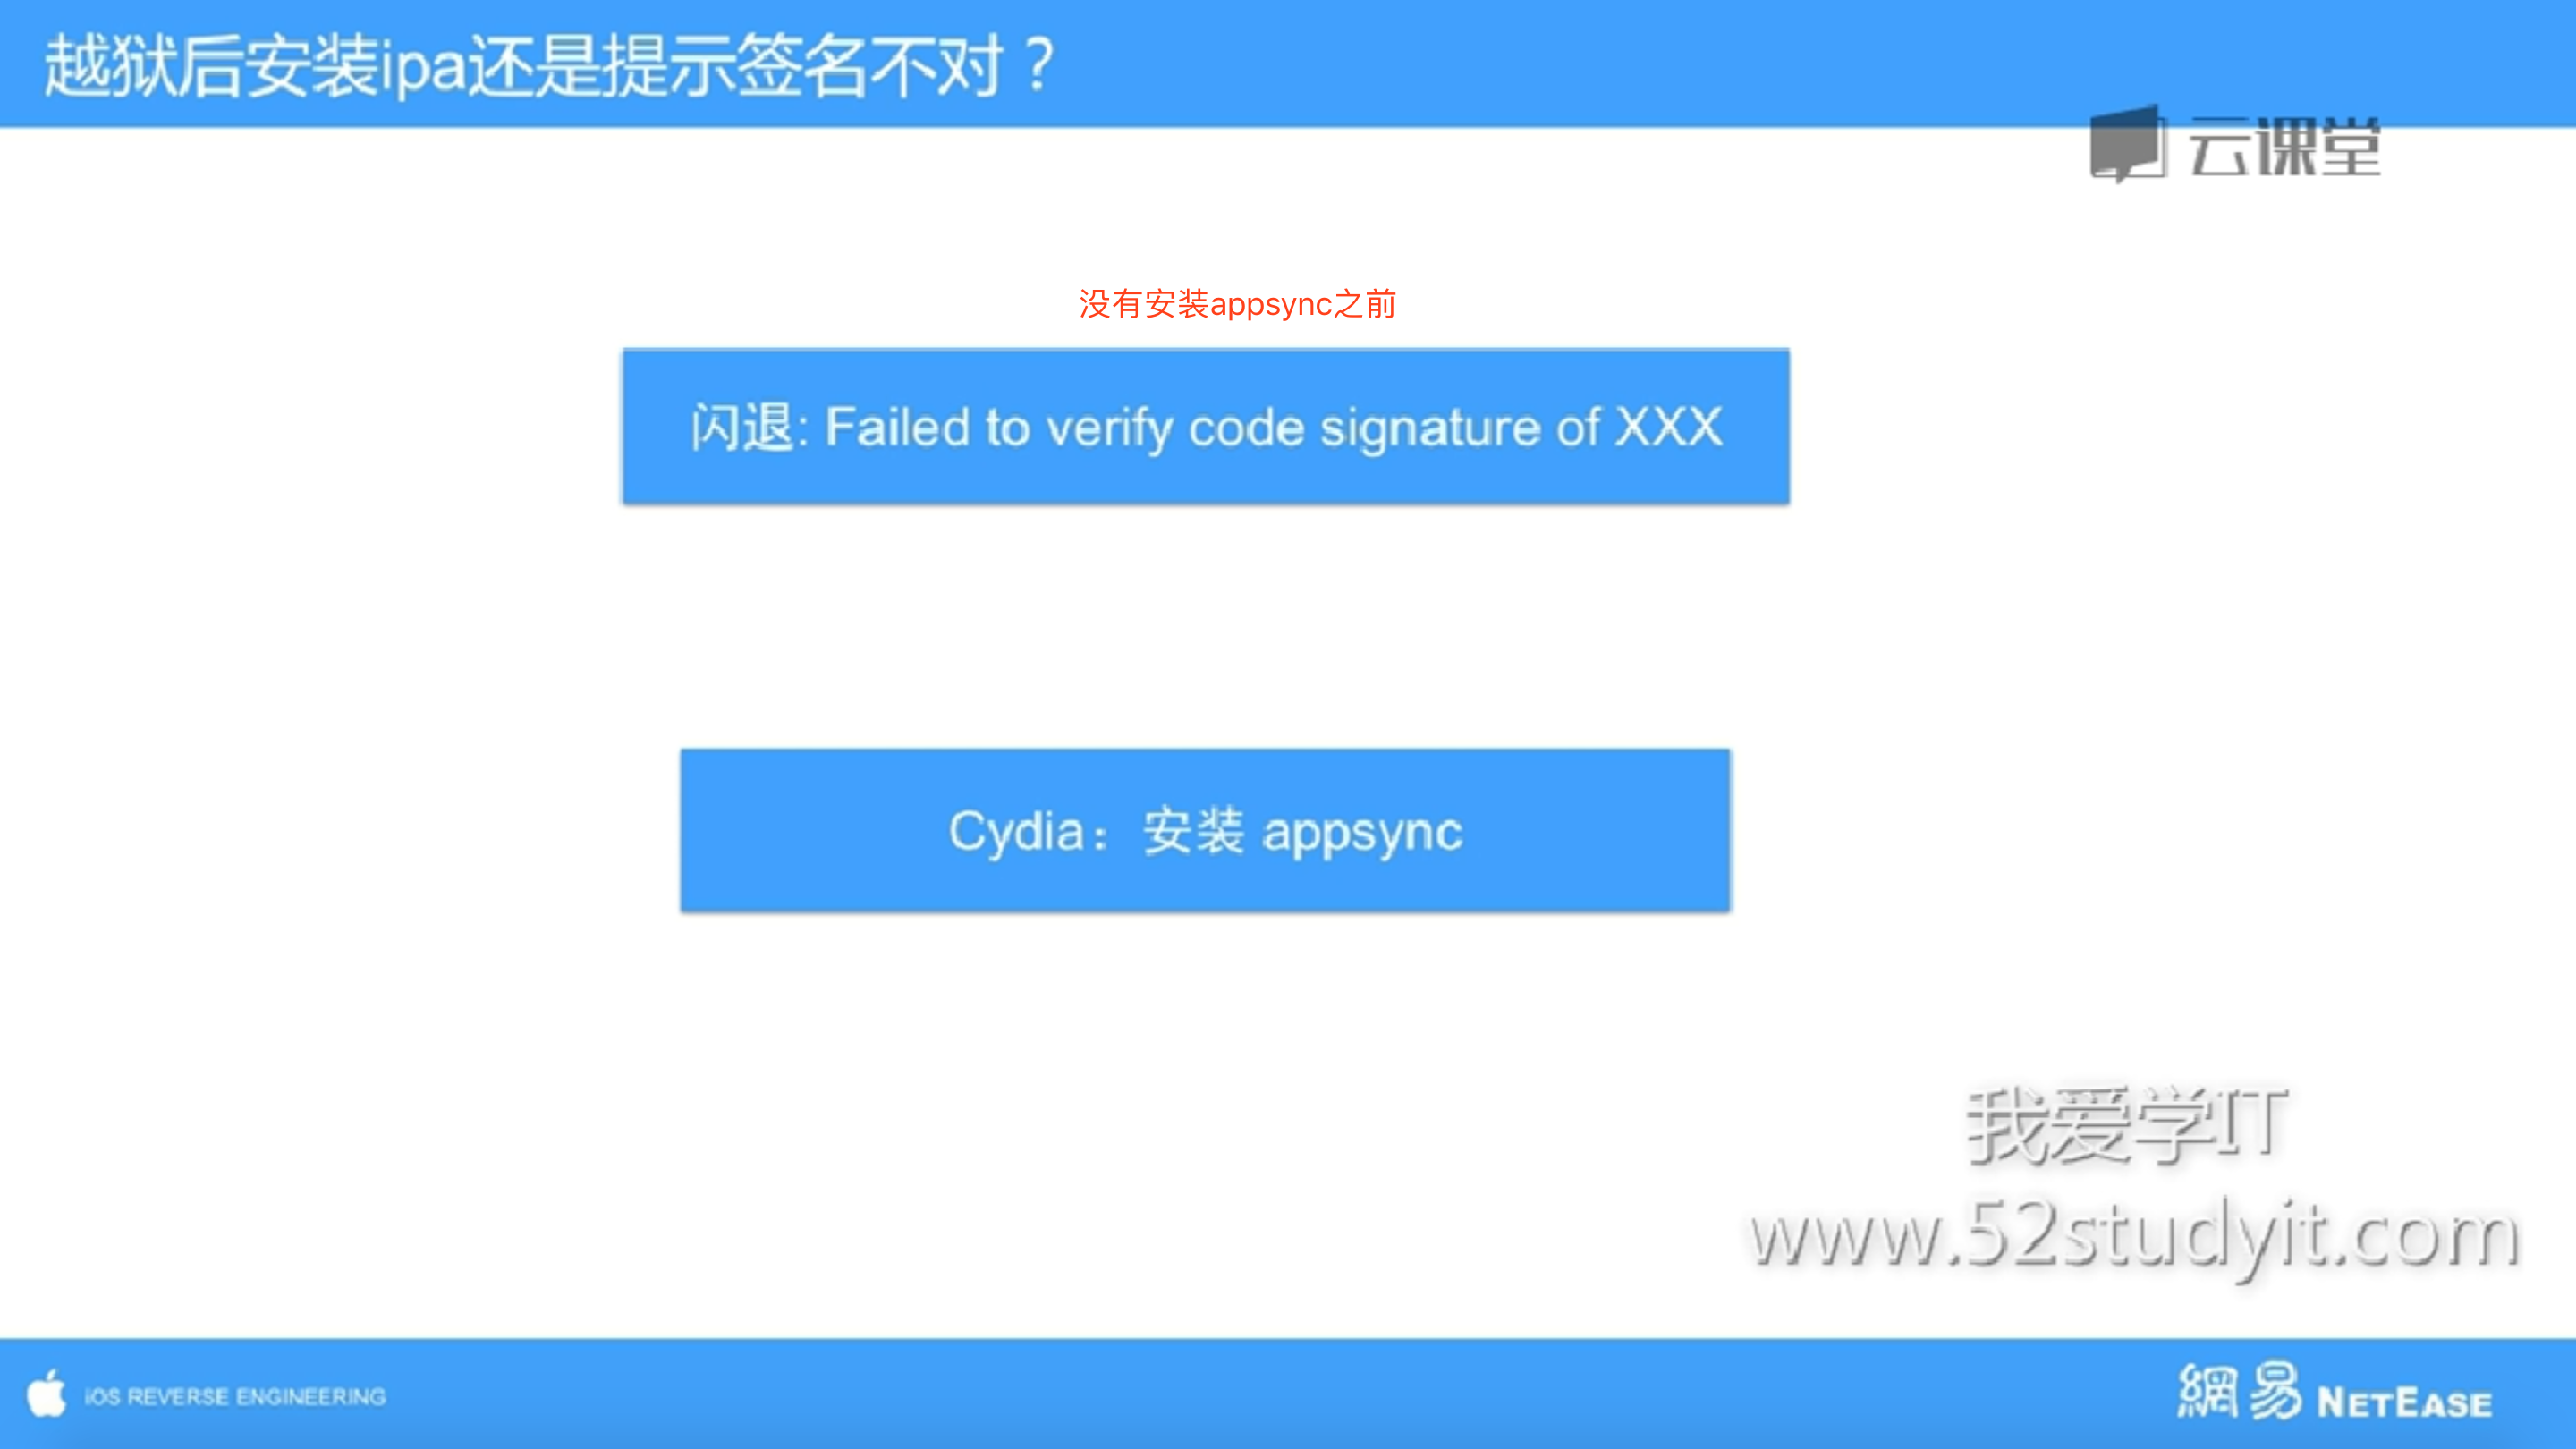 越狱后安装ipa还是提示签名不对？
云课堂
没有安装appsync之前
闪退: Failed to verify code signature of XXX
Cydia：安装 appsync
我爱学IT
www.52studyit.com
iOS REVERSE ENGINEERING
網易 NETEASE